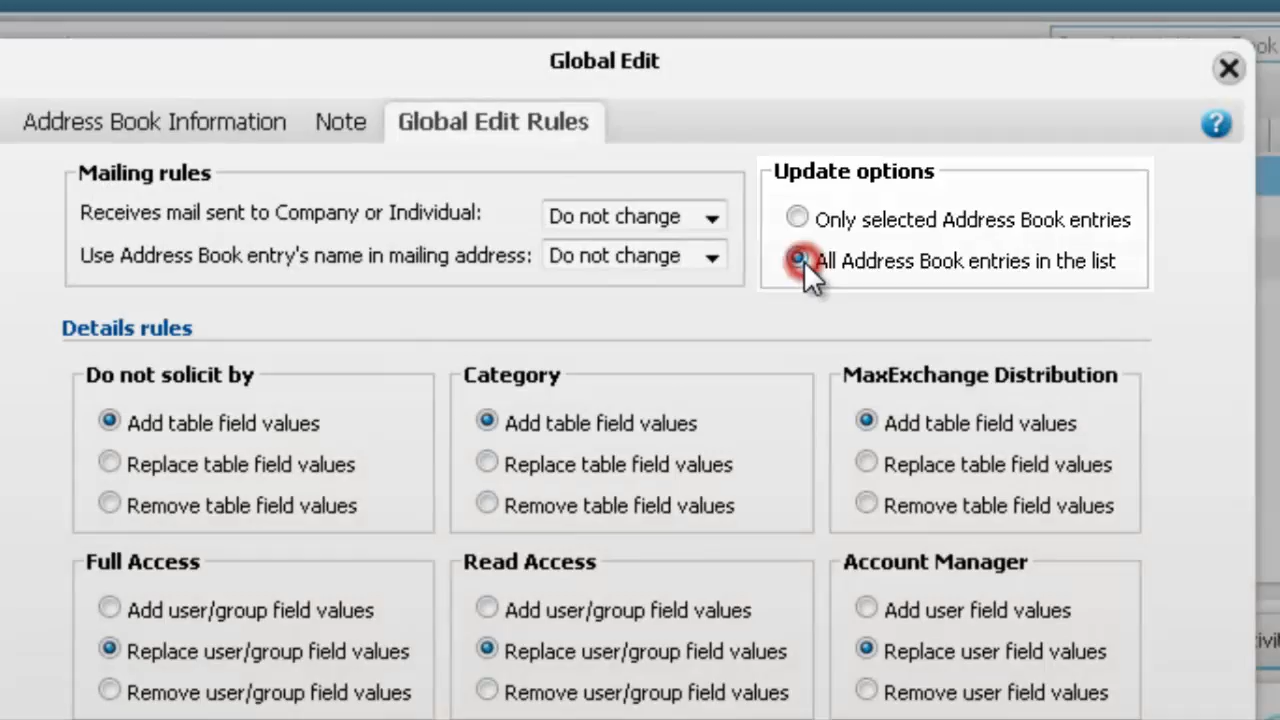 ok
Global Edit
Address Book Information Note Global Edit Rules ?
Mailing rules
Receives mail sent to Company or Individual: Do not change
Use Address Book entry's name in mailing address: Do not change
Update options
Only selected Address Book entries
All Address Book entries in the list
Details rules
Do not solicit by
Add table field values
Replace table field values
Remove table field values
Category
Add table field values
Replace table field values
Remove table field values
MaxExchange Distribution
Add table field values
Replace table field values
Remove table field values
Full Access
Add user/group field values
Replace user/group field values
Remove user/group field values
Read Access
Add user/group field values
Replace user/group field values
Remove user/group field values
Account Manager
Add user field values
Replace user field values
Remove user field values